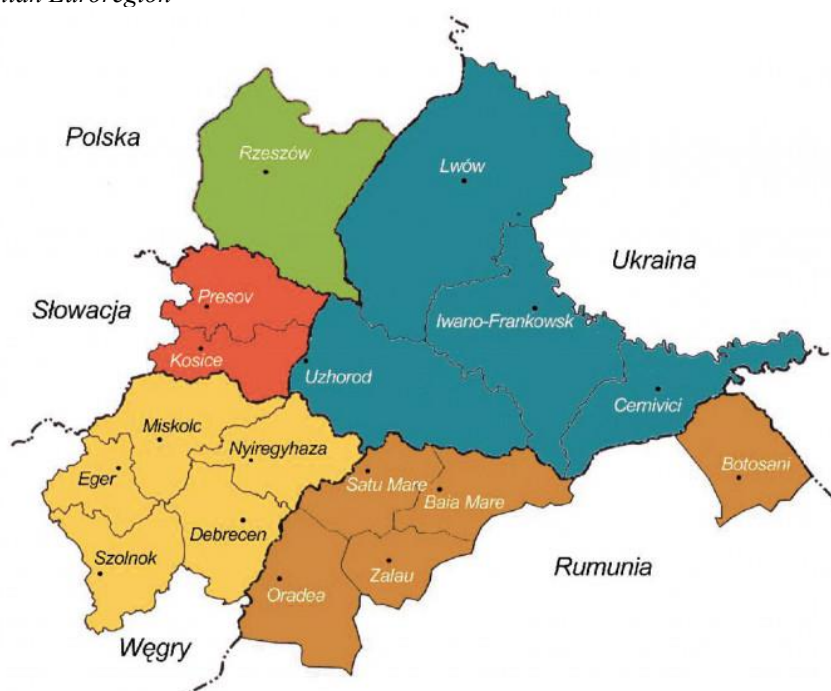 Euroregion
Polska
Rzeszów
Lwów
Ukraina
Słowacja
Presov
Iwano-Frankowsk
Kosice
Uzhorod
Cernivici
Miskolc
Nyiregyhaza
Eger
Satu Mare
Baia Mare
Botosani
Debrecen
Szolnok
Oradea
Zalau
Rumunia
Węgry